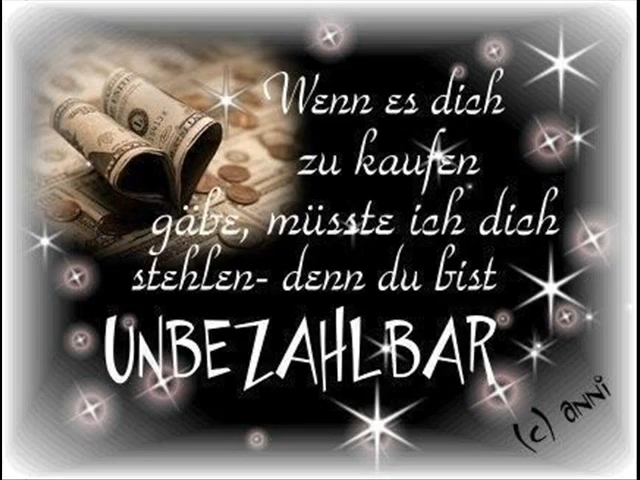 Wenn es dich
zu kaufen
gäbe, müsste ich dich
stehlen- denn du bist
UNBEZAHLBAR
(c) anni